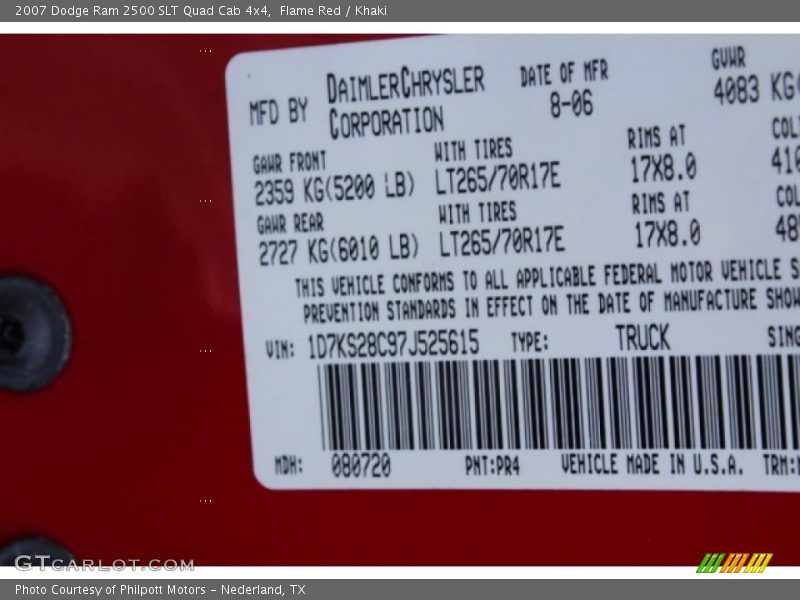 2007 Dodge Ram 2500 SLT Quad Cab 4x4, Flame Red / Khaki
MFD BY DAIMLERCHRYSLER CORPORATION DATE OF MFR 8-06 GVWR 4083 KG
GAWR FRONT WITH TIRES RIMS AT
2359 KG(5200 LB) LT265/70R17E 17X8.0
GAWR REAR WITH TIRES RIMS AT
2727 KG(6010 LB) LT265/70R17E 17X8.0
THIS VEHICLE CONFORMS TO ALL APPLICABLE FEDERAL MOTOR VEHICLE
PREVENTION STANDARDS IN EFFECT ON THE DATE OF MANUFACTURE SHOW
VIN: 1D7KS28C97J525615 TYPE: TRUCK SING
MDH: 080720 PNT:PR4 VEHICLE MADE IN U.S.A. TRM:
GTCARLOT.COM
Photo Courtesy of Philpott Motors - Nederland, TX